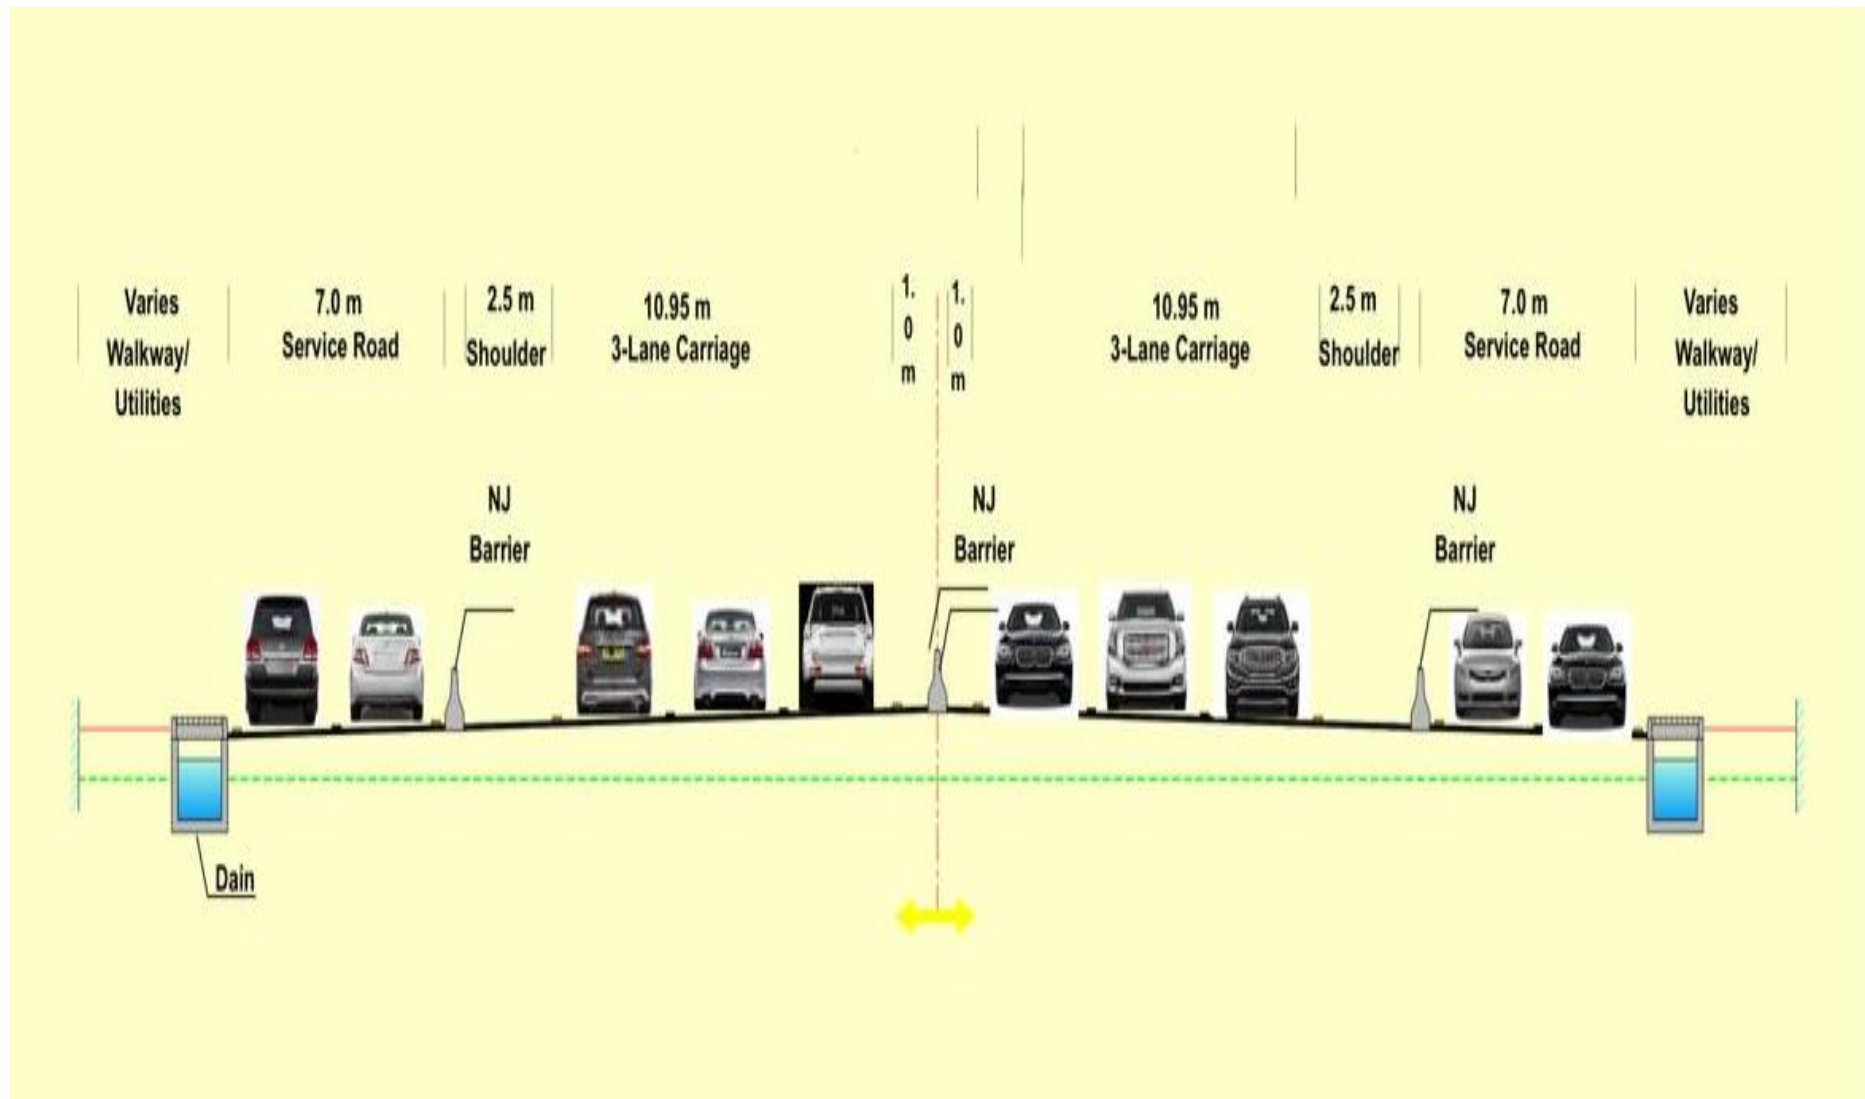 Varies
Walkway/
Utilities
7.0 m
Service Road
2.5 m
Shoulder
10.95 m
3-Lane Carriage
1.
0
m
1.
0
m
10.95 m
3-Lane Carriage
2.5 m
Shoulder
7.0 m
Service Road
Varies
Walkway/
Utilities
NJ
Barrier
NJ
Barrier
NJ
Barrier
Dain